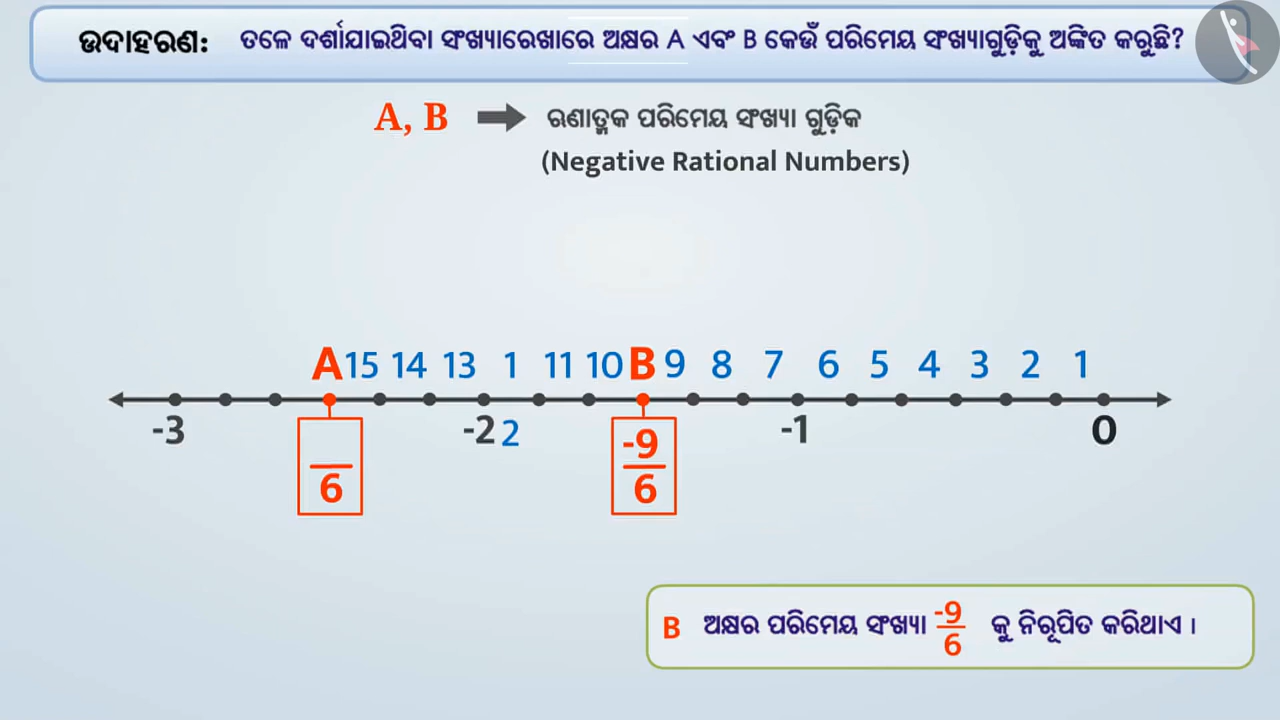 ଉଦାହରଣ: ତଳେ ଦର୍ଶାଯାଇଥିବା ସଂଖ୍ୟାରେଖାରେ ଅକ୍ଷର A ଏବଂ B କେଉଁ ପରିମେୟ ସଂଖ୍ୟାଗୁଡ଼ିକୁ ଅଙ୍କିତ କରୁଛି?
A, B ➡ ଋଣାତ୍ମକ ପରିମେୟ ସଂଖ୍ୟା ଗୁଡ଼ିକ
(Negative Rational Numbers)
A 15 14 13 1 11 10 B 9 8 7 6 5 4 3 2 1
-3 -2 2 -1 0
-9
6 6
B ଅକ୍ଷର ପରିମେୟ ସଂଖ୍ୟା -9/6 କୁ ନିରୂପିତ କରିଥାଏ ।